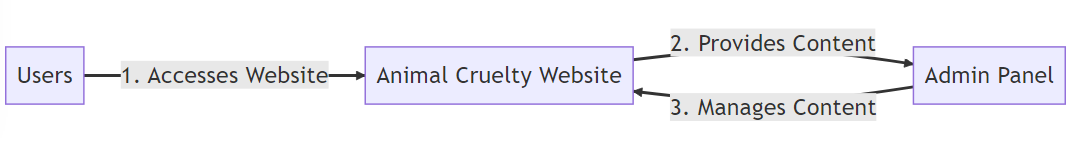 Users
1. Accesses Website
Animal Cruelty Website
2. Provides Content
3. Manages Content
Admin Panel